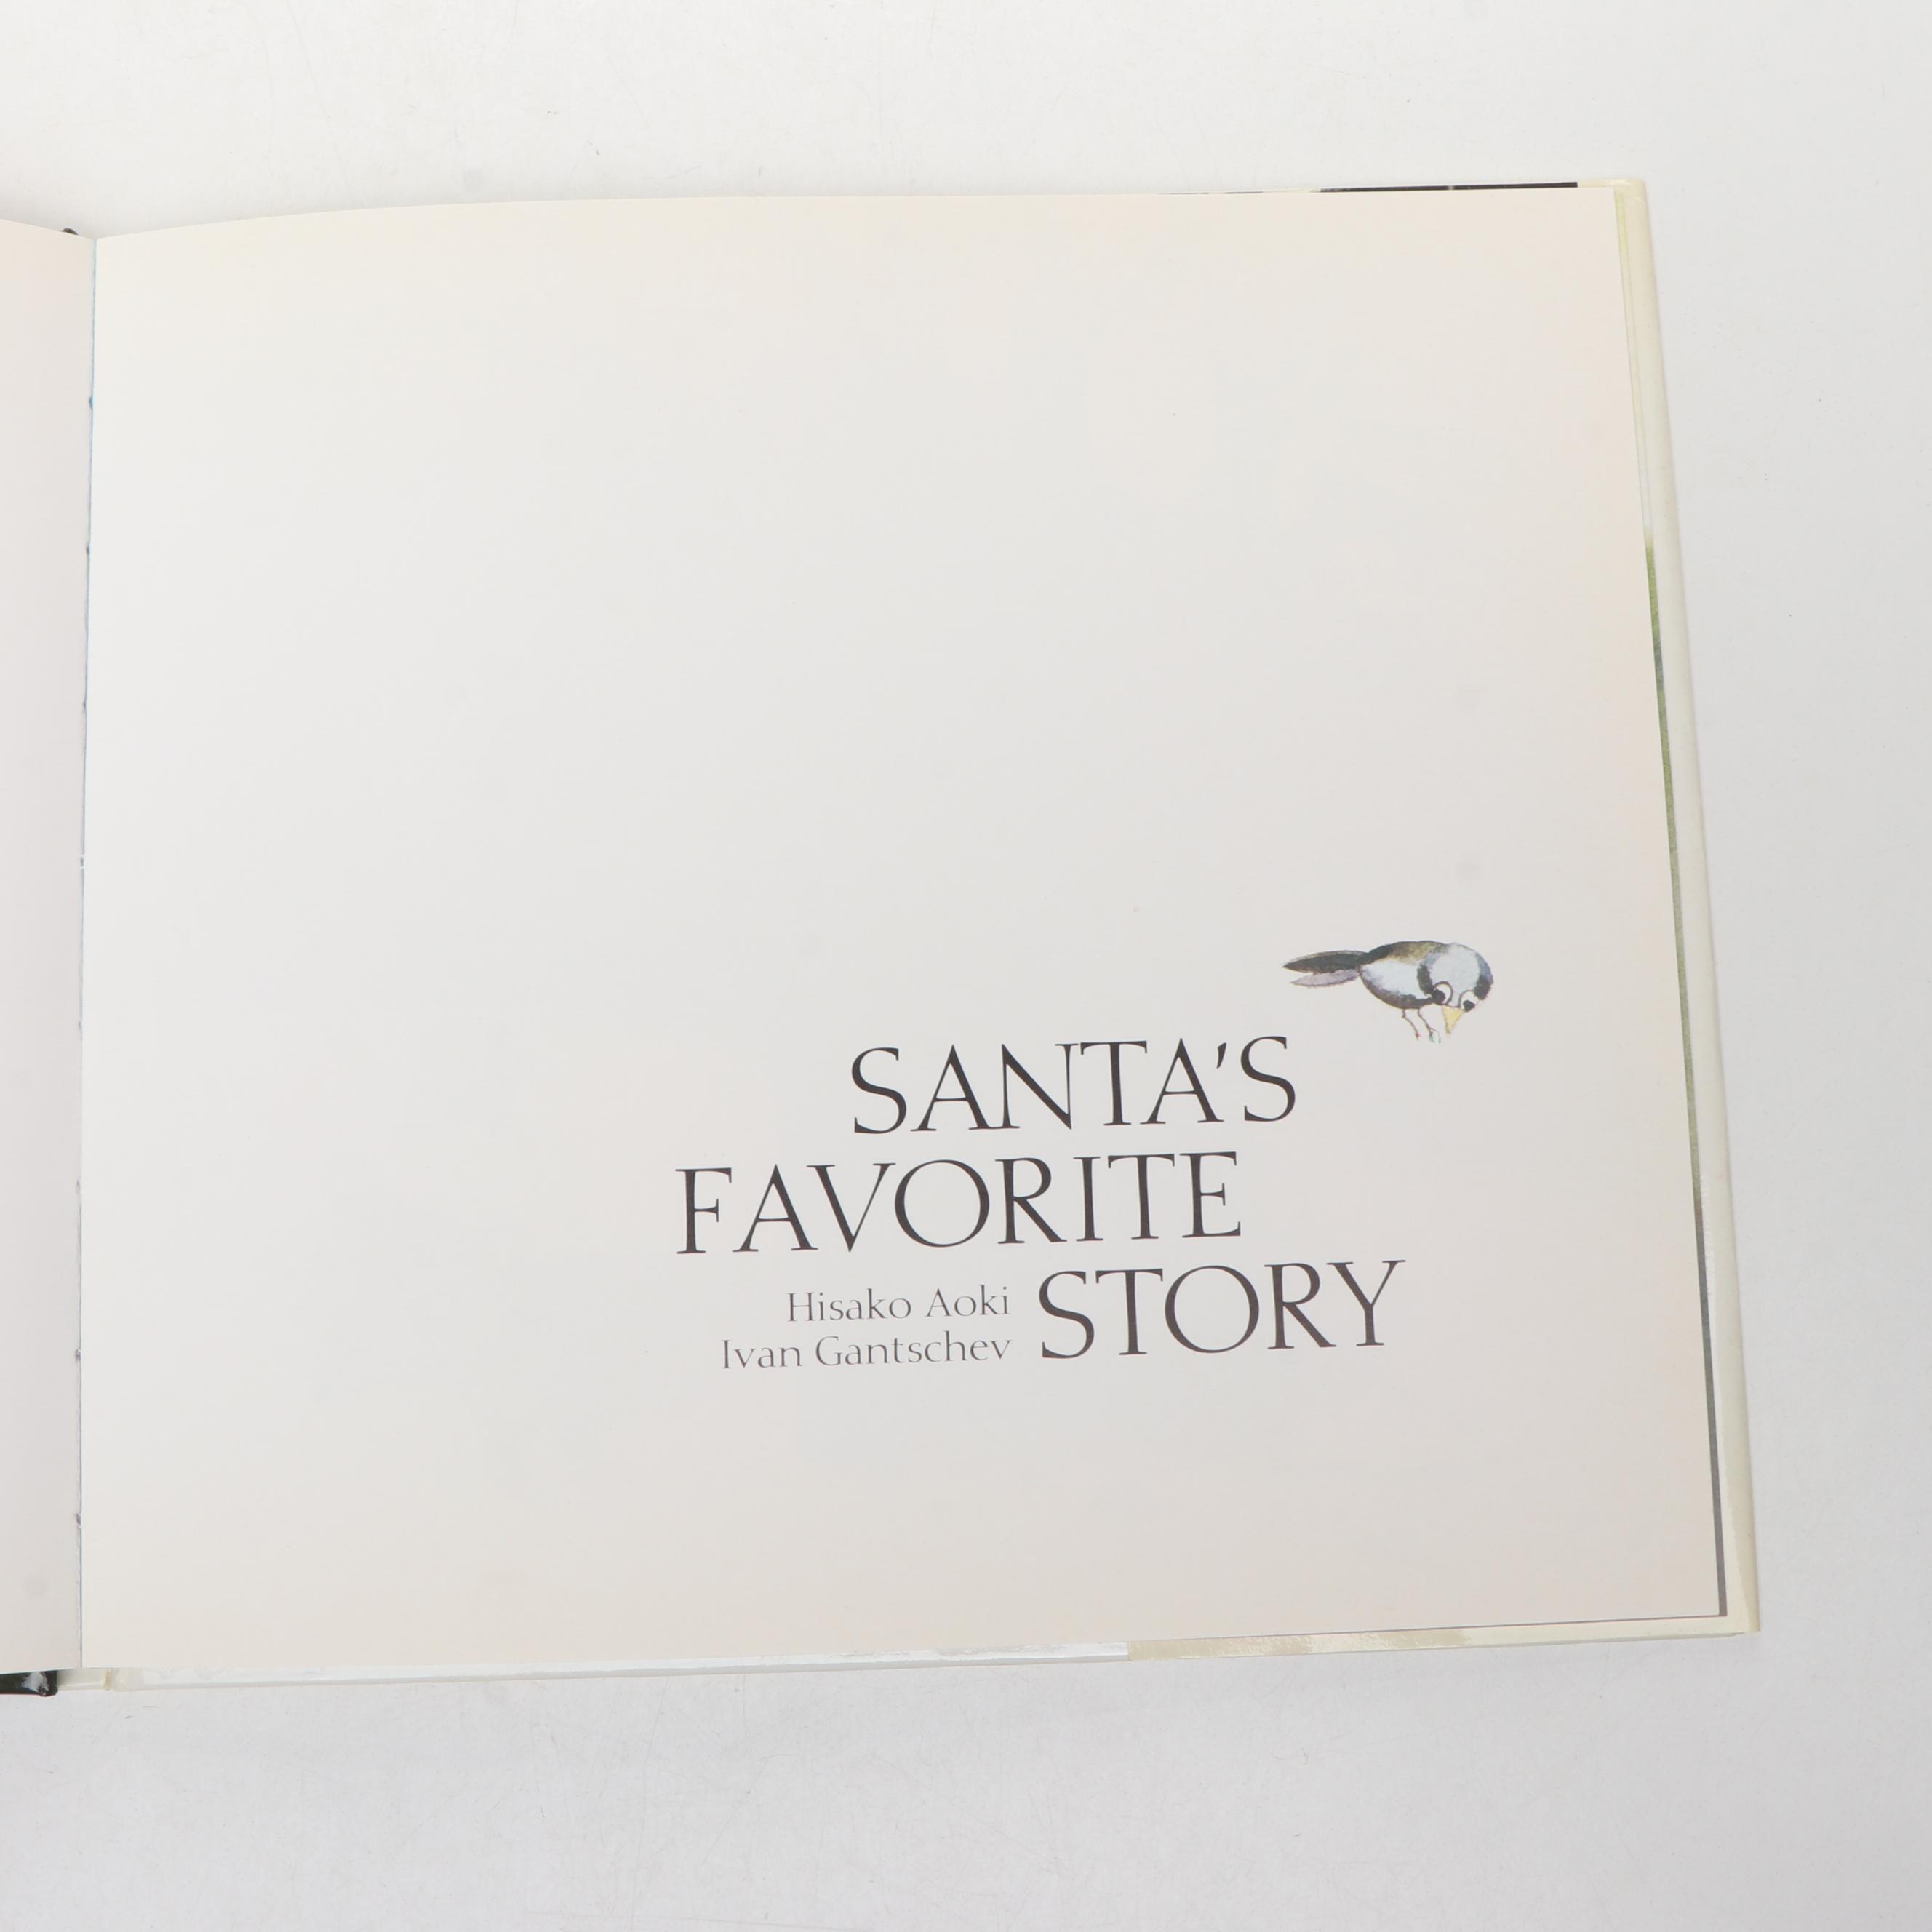 SANTA'S
FAVORITE
STORY
Hisako Aoki
Ivan Gantschev